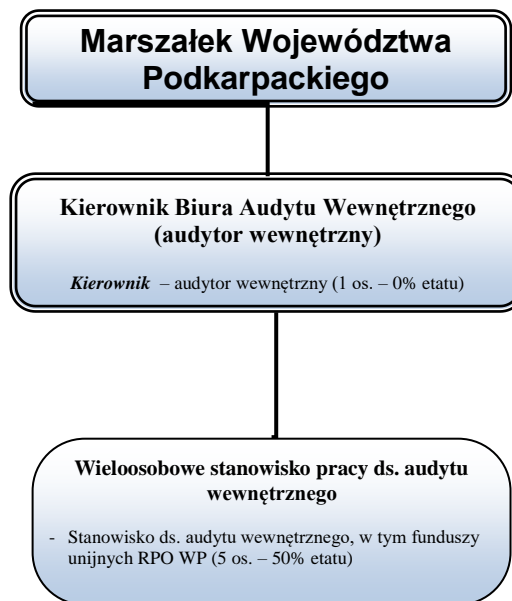 Marszałek Województwa
Podkarpackiego
Kierownik Biura Audytu Wewnętrznego
(audytor wewnętrzny)
Kierownik – audytor wewnętrzny (1 os. – 0% etatu)
Wieloosobowe stanowisko pracy ds. audytu
wewnętrznego
- Stanowisko ds. audytu wewnętrznego, w tym funduszy
unijnych RPO WP (5 os. – 50% etatu)